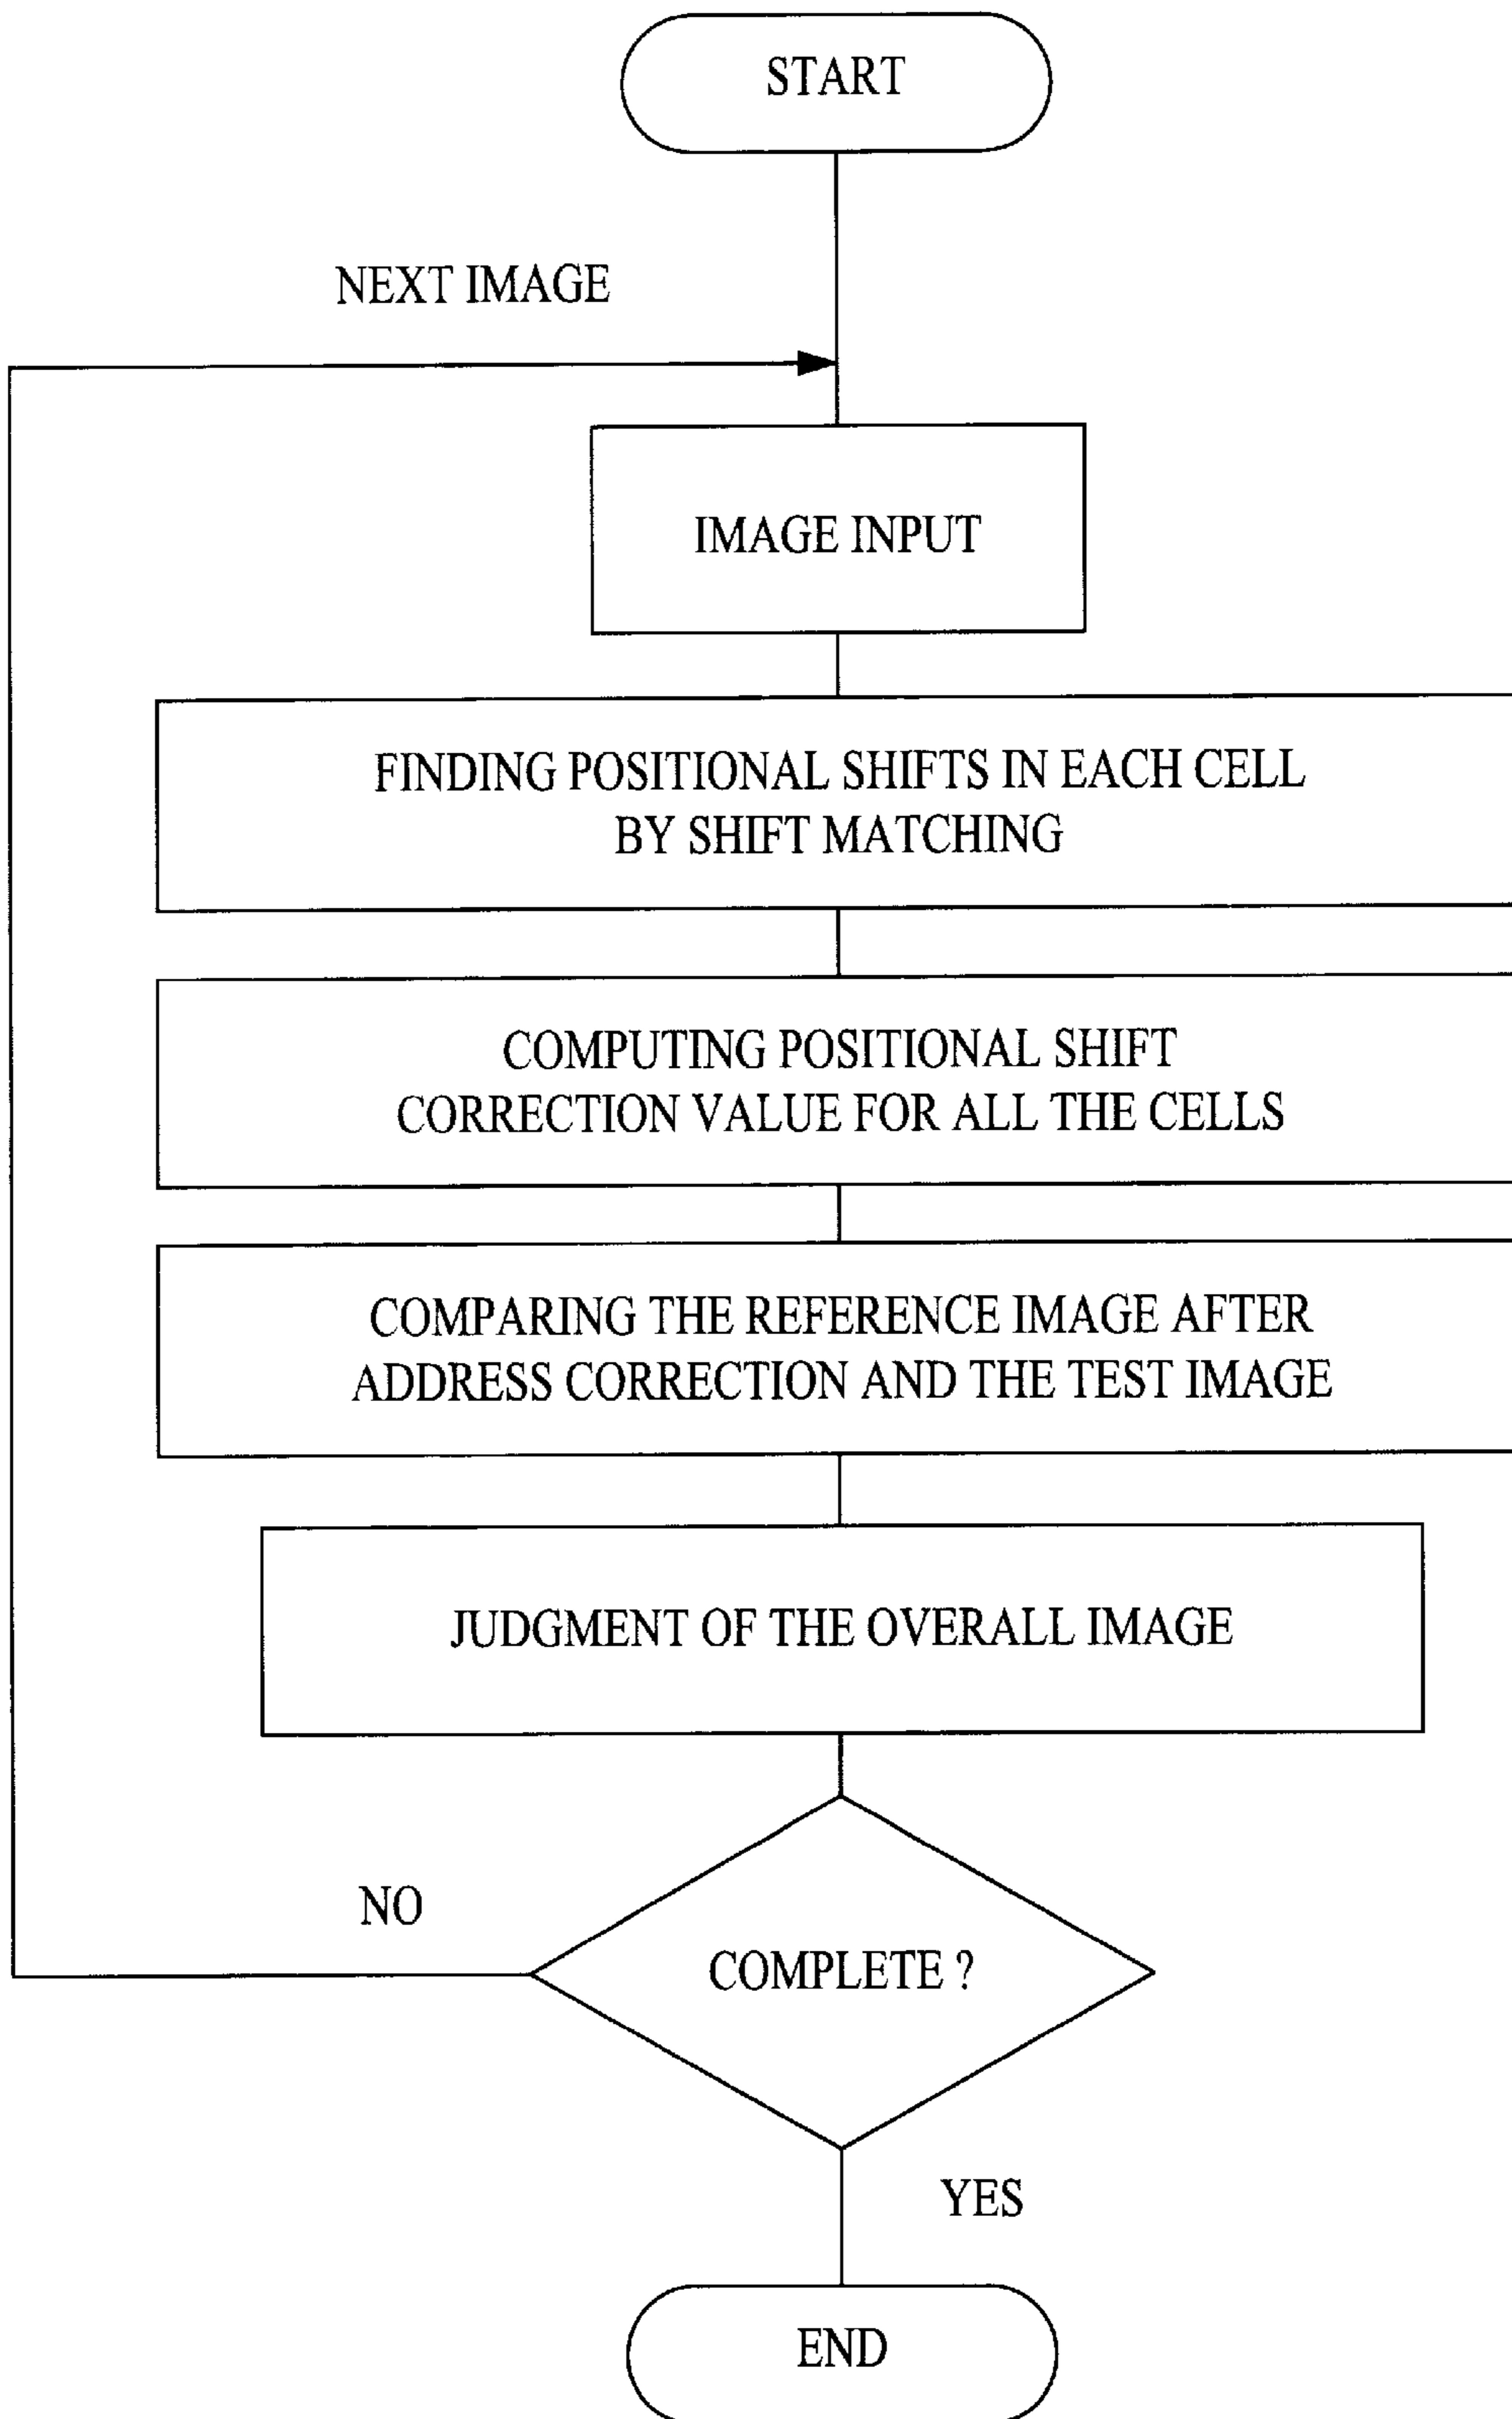 START
NEXT IMAGE
IMAGE INPUT
FINDING POSITIONAL SHIFTS IN EACH CELL
BY SHIFT MATCHING
COMPUTING POSITIONAL SHIFT
CORRECTION VALUE FOR ALL THE CELLS
COMPARING THE REFERENCE IMAGE AFTER
ADDRESS CORRECTION AND THE TEST IMAGE
JUDGMENT OF THE OVERALL IMAGE
NO
COMPLETE ?
YES
END